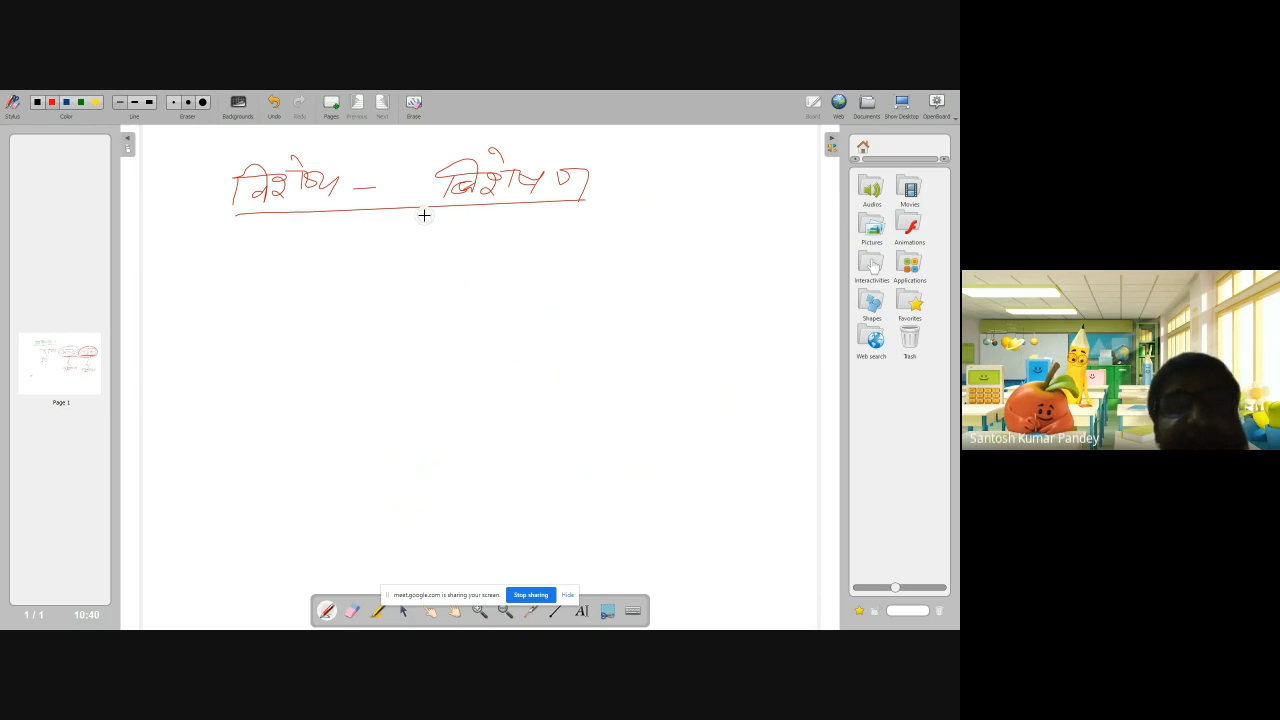 Stylus
Color
Line
Eraser
Backgrounds
Undo
Redo
Pages
Previous
Next
Erase
Board
Web
Documents
Show Desktop
OpenBoard
विशेष्य - विशेषण
Audios
Movies
Pictures
Animations
Interactivities
Applications
Shapes
Favorites
Web search
Trash
Page 1
1 / 1
10:40
meet.google.com is sharing your screen.
Stop sharing
Hide
Santosh Kumar Pandey